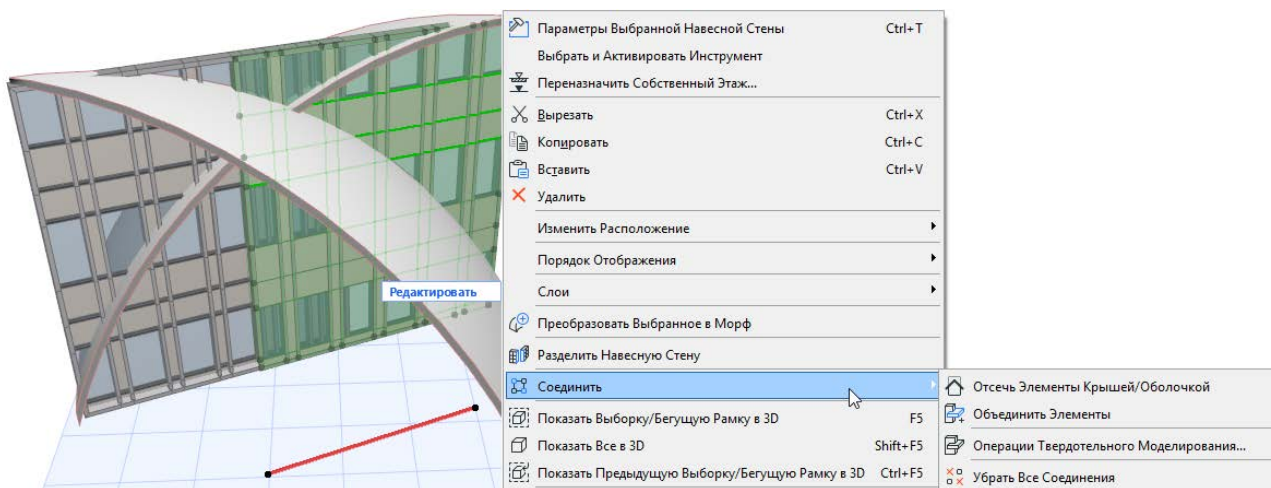 Параметры Выбранной Навесной Стены Ctrl+T
Выбрать и Активировать Инструмент
Переназначить Собственный Этаж...
Вырезать Ctrl+X
Копировать Ctrl+C
Вставить Ctrl+V
Удалить
Изменить Расположение
Порядок Отображения
Редактировать
Слои
Преобразовать Выбранное в Морф
Разделить Навесную Стену
Соединить
Показать Выборку/Бегущую Рамку в 3D F5
Показать Все в 3D Shift+F5
Показать Предыдущую Выборку/Бегущую Рамку в 3D Ctrl+F5
Отсечь Элементы Крышей/Оболочкой
Объединить Элементы
Операции Твердотельного Моделирования...
Убрать Все Соединения